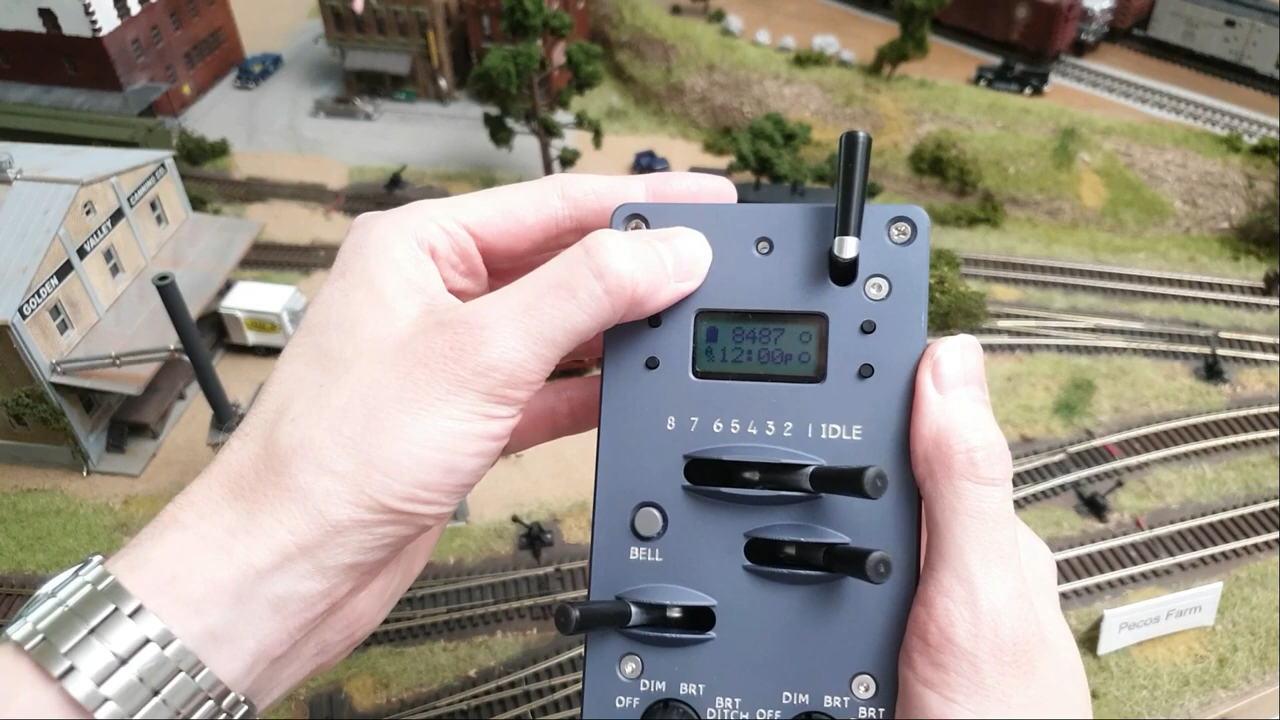 GOLDEN VALLEY CANNING CO.
8487
12:00P
8 7 6 5 4 3 2 1 IDLE
BELL
Pecos Farm
OFF DIM BRT BRT DITCH
OFF DIM BRT BRT